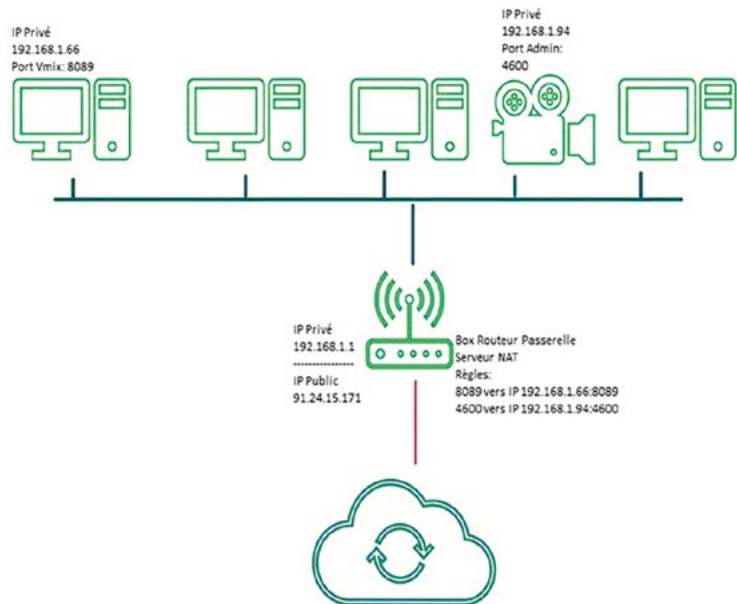 IP Privé
192.168.1.66
Port Vmix: 8089
IP Privé
192.168.1.94
Port Admin:
4600
IP Privé
192.168.1.1
----------------
IP Public
91.24.15.171
Box Routeur Passerelle
Serveur NAT
Règles:
8089 vers IP 192.168.1.66:8089
4600 vers IP 192.168.1.94:4600